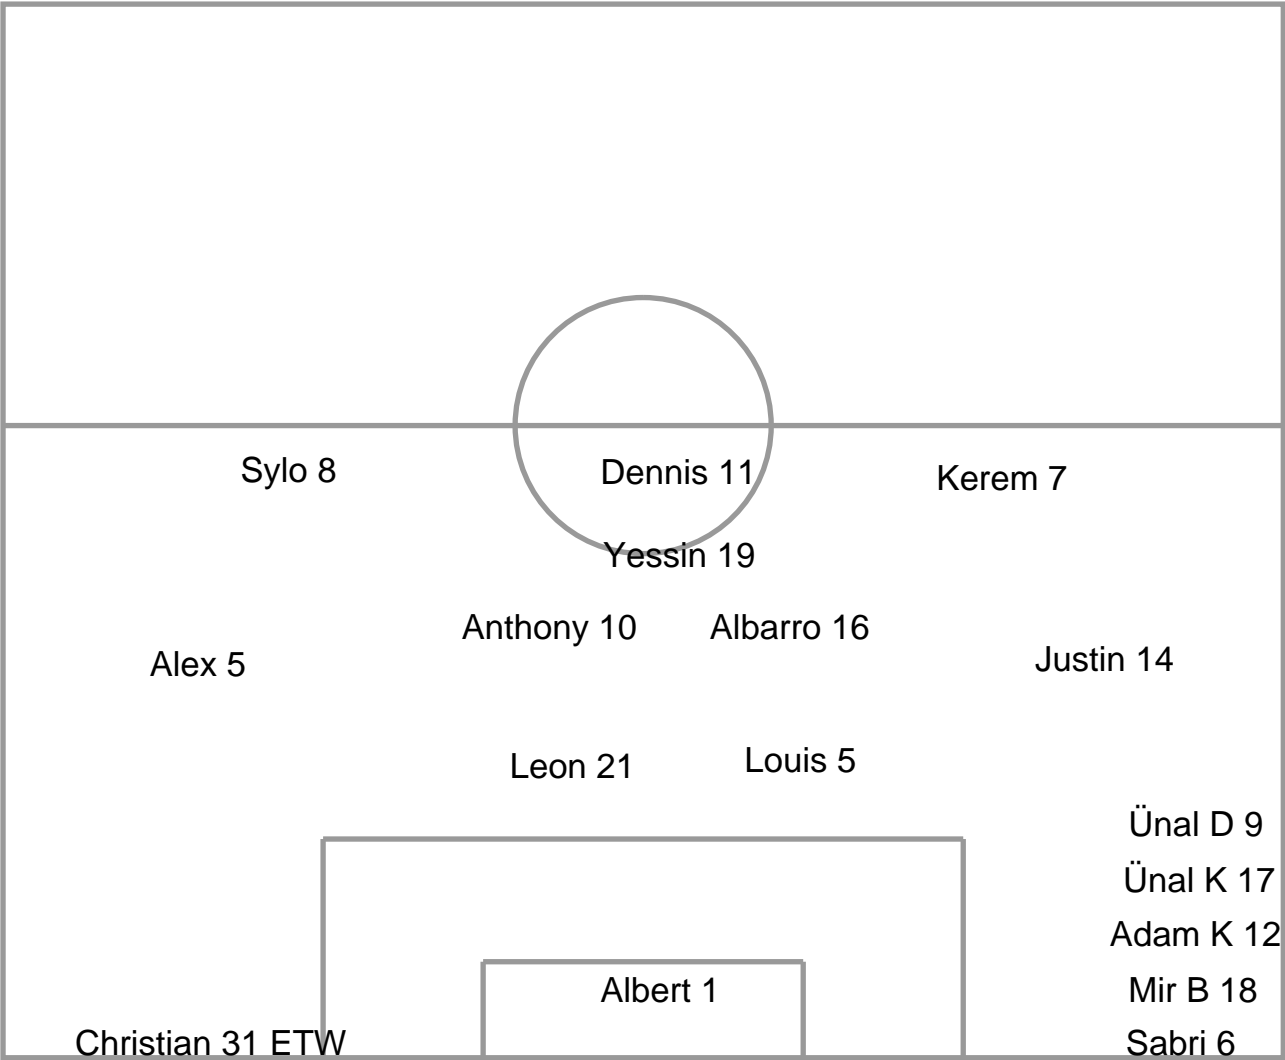 Sylo 8
Dennis 11
Kerem 7
Yessin 19
Anthony 10
Albarro 16
Alex 5
Justin 14
Leon 21
Louis 5
Ünal D 9
Ünal K 17
Adam K 12
Albert 1
Mir B 18
Christian 31 ETW
Sabri 6